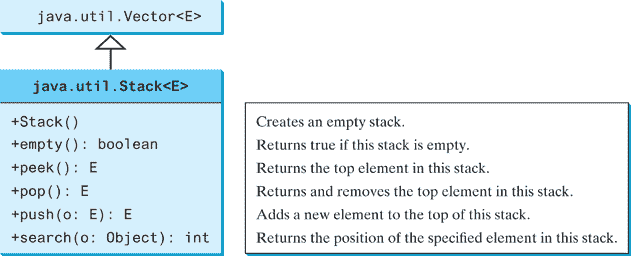 java.util.Vector<E>
java.util.Stack<E>
+Stack()
Creates an empty stack.
+empty(): boolean
Returns true if this stack is empty.
+peek(): E
Returns the top element in this stack.
+pop(): E
Returns and removes the top element in this stack.
+push(o: E): E
Adds a new element to the top of this stack.
+search(o: Object): int
Returns the position of the specified element in this stack.